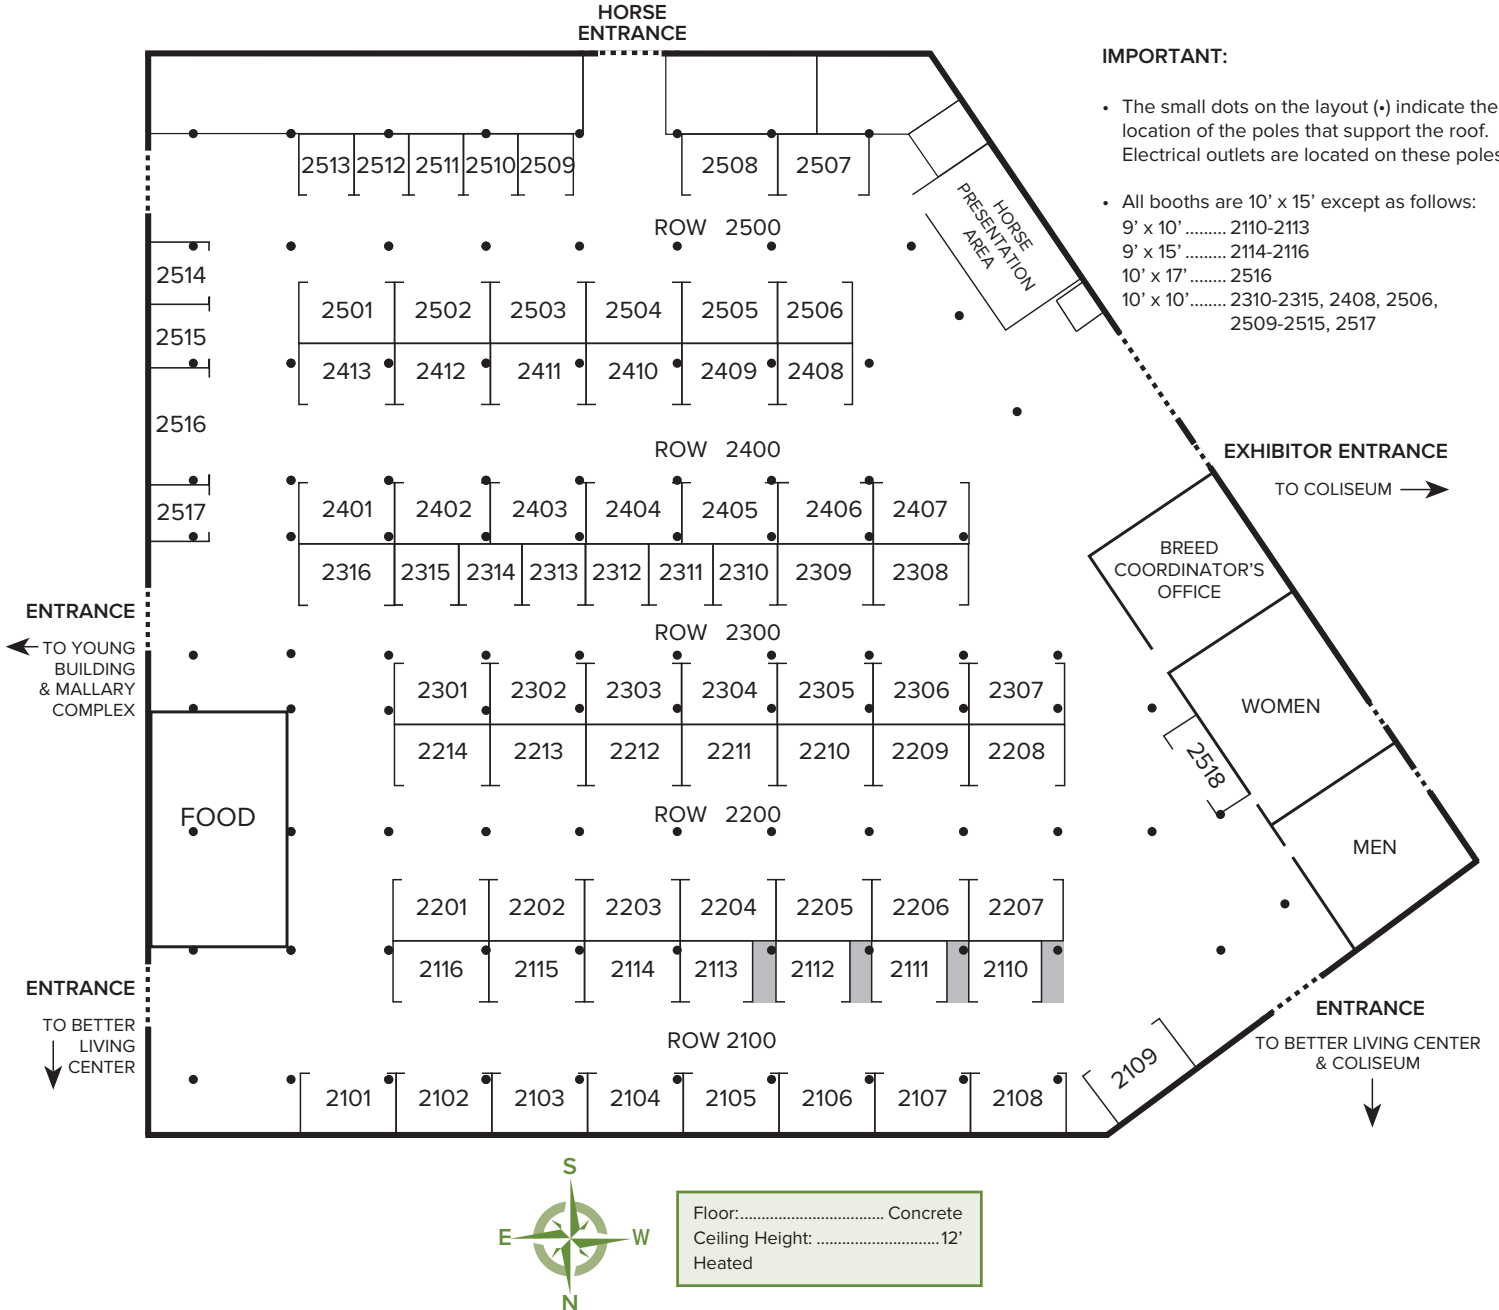 HORSE
ENTRANCE
IMPORTANT:
• The small dots on the layout (•) indicate the
location of the poles that support the roof.
Electrical outlets are located on these poles
• All booths are 10’ x 15’ except as follows:
9’ x 10’ ......... 2110-2113
9’ x 15’ ......... 2114-2116
10’ x 17’ ........ 2516
10’ x 10’........ 2310-2315, 2408, 2506,
2509-2515, 2517
2513 2512 2511 2510 2509 2508 2507
HORSE
PRESENTATION
AREA
ROW 2500
2514
2515
2516
2517
2501 2502 2503 2504 2505 2506
2413 2412 2411 2410 2409 2408
ROW 2400
EXHIBITOR ENTRANCE
TO COLISEUM
2401 2402 2403 2404 2405 2406 2407
2316 2315 2314 2313 2312 2311 2310 2309 2308
BREED
COORDINATOR’S
OFFICE
ENTRANCE
TO YOUNG
BUILDING
& MALLARY
COMPLEX
ROW 2300
2301 2302 2303 2304 2305 2306 2307
2214 2213 2212 2211 2210 2209 2208
WOMEN
2518
FOOD
ROW 2200
MEN
2201 2202 2203 2204 2205 2206 2207
2116 2115 2114 2113 2112 2111 2110
ENTRANCE
TO BETTER
LIVING
CENTER
ROW 2100
2109
ENTRANCE
TO BETTER LIVING CENTER
& COLISEUM
2101 2102 2103 2104 2105 2106 2107 2108
S
E W
N
Floor:.................................. Concrete
Ceiling Height: ............................. 12’
Heated